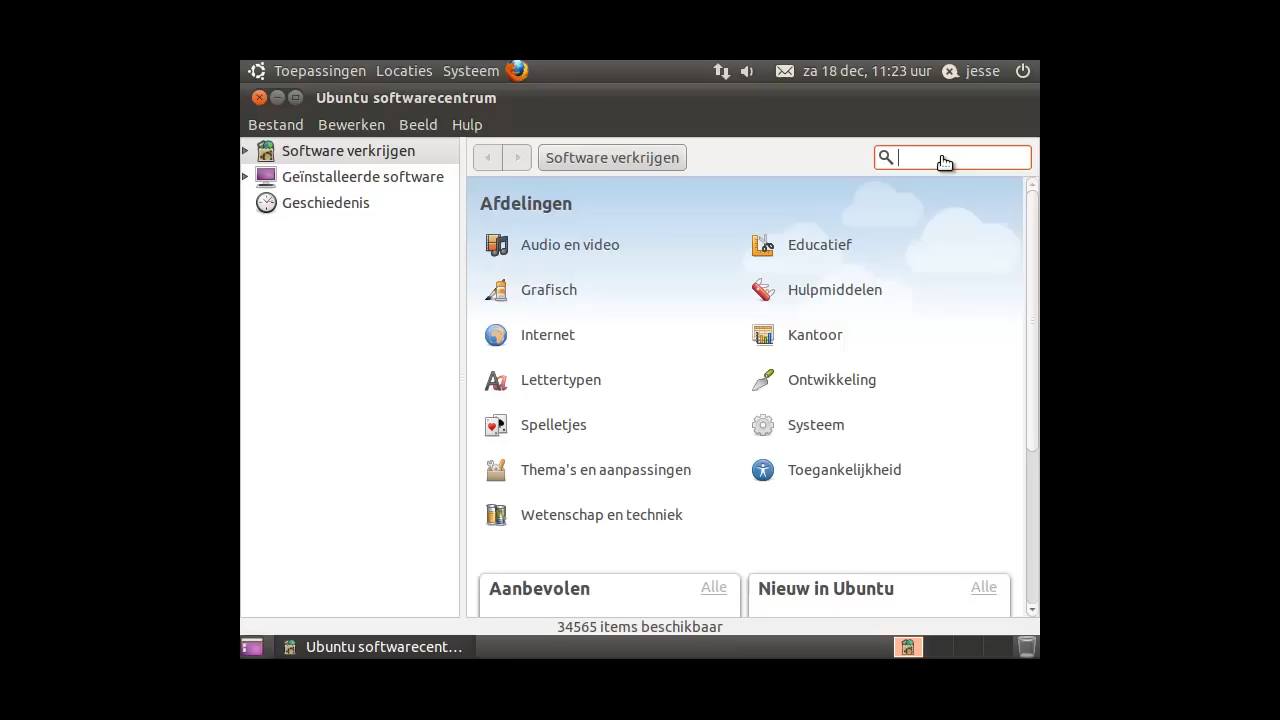 Toepassingen Locaties Systeem za 18 dec, 11:23 uur jesse
Ubuntu softwarecentrum
Bestand Bewerken Beeld Hulp
Software verkrijgen
Geïnstalleerde software
Geschiedenis
Software verkrijgen
Afdelingen
Audio en video Educatief
Grafisch Hulpmiddelen
Internet Kantoor
Lettertypen Ontwikkeling
Spelletjes Systeem
Thema's en aanpassingen Toegankelijkheid
Wetenschap en techniek
Aanbevolen Alle Nieuw in Ubuntu Alle
34565 items beschikbaar
Ubuntu softwarecent...